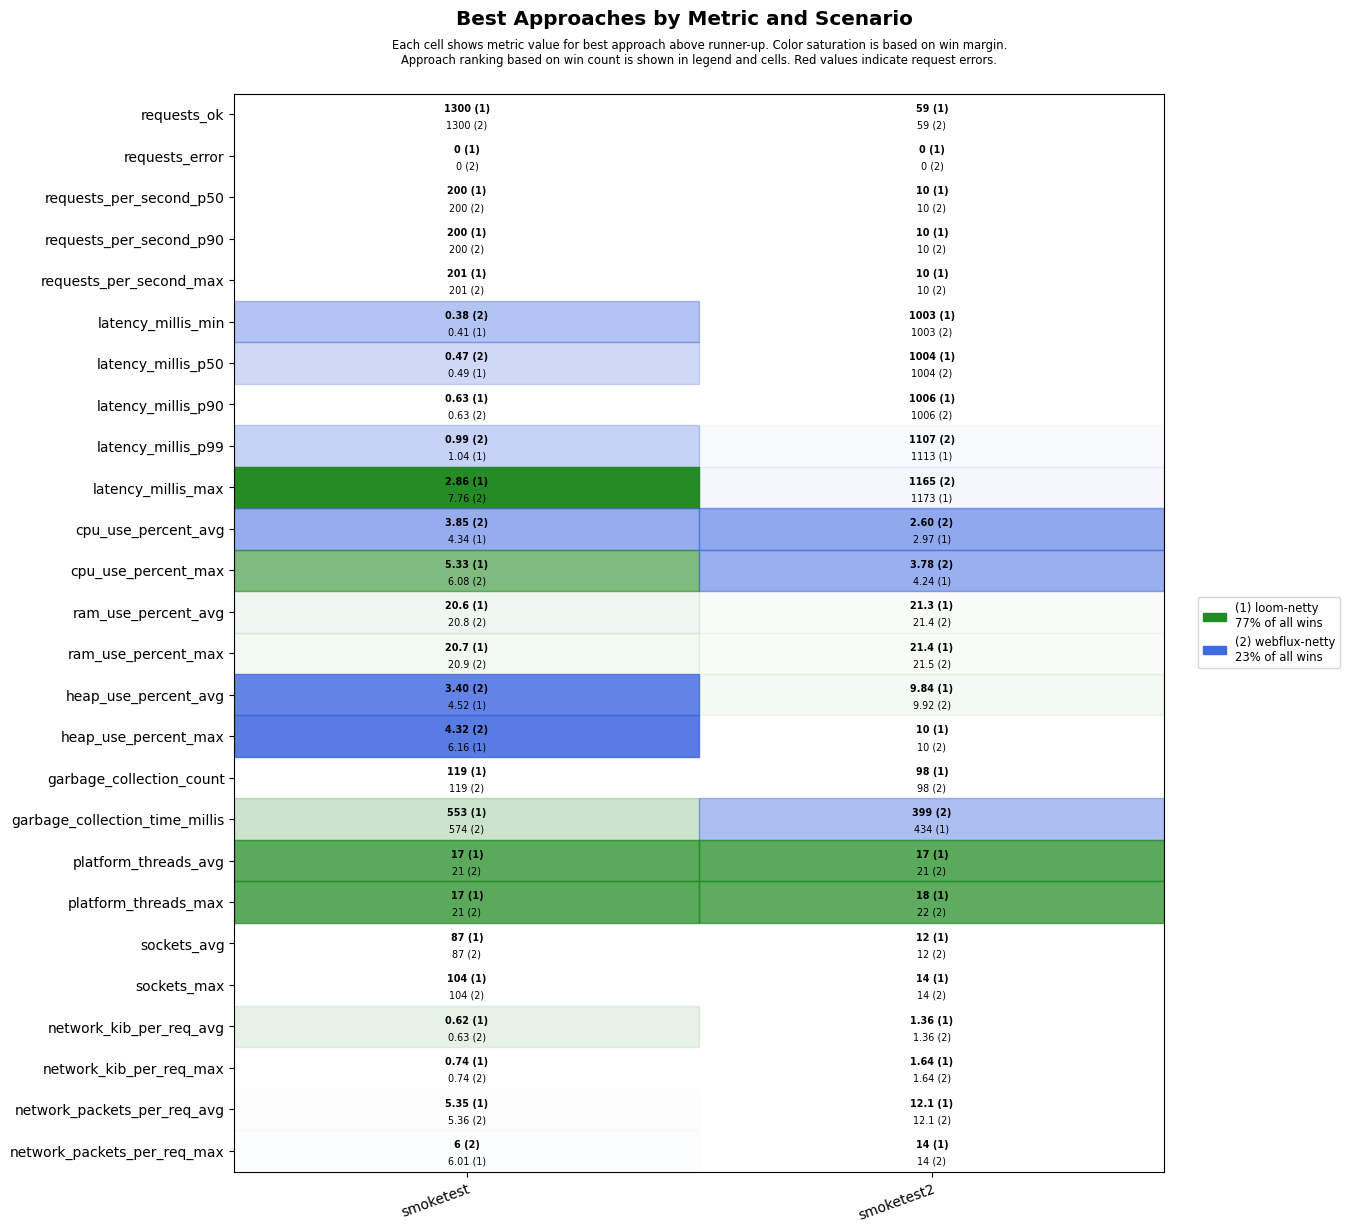 Best Approaches by Metric and Scenario
Each cell shows metric value for best approach above runner-up. Color saturation is based on win margin.
Approach ranking based on win count is shown in legend and cells. Red values indicate request errors.
requests_ok
1300 (1)
1300 (2)
59 (1)
59 (2)
requests_error
0 (1)
0 (2)
0 (1)
0 (2)
requests_per_second_p50
200 (1)
200 (2)
10 (1)
10 (2)
requests_per_second_p90
200 (1)
200 (2)
10 (1)
10 (2)
requests_per_second_max
201 (1)
201 (2)
10 (1)
10 (2)
latency_millis_min
0.38 (2)
0.41 (1)
1003 (1)
1003 (2)
latency_millis_p50
0.47 (2)
0.49 (1)
1004 (1)
1004 (2)
latency_millis_p90
0.63 (1)
0.63 (2)
1006 (1)
1006 (2)
latency_millis_p99
0.99 (2)
1.04 (1)
1107 (2)
1113 (1)
latency_millis_max
2.86 (1)
7.76 (2)
1165 (2)
1173 (1)
cpu_use_percent_avg
3.85 (2)
4.34 (1)
2.60 (2)
2.97 (1)
cpu_use_percent_max
5.33 (1)
6.08 (2)
3.78 (2)
4.24 (1)
ram_use_percent_avg
20.6 (1)
20.8 (2)
21.3 (1)
21.4 (2)
ram_use_percent_max
20.7 (1)
20.9 (2)
21.4 (1)
21.5 (2)
heap_use_percent_avg
3.40 (2)
4.52 (1)
9.84 (1)
9.92 (2)
heap_use_percent_max
4.32 (2)
6.16 (1)
10 (1)
10 (2)
garbage_collection_count
119 (1)
119 (2)
98 (1)
98 (2)
garbage_collection_time_millis
553 (1)
574 (2)
399 (2)
434 (1)
platform_threads_avg
17 (1)
21 (2)
17 (1)
21 (2)
platform_threads_max
17 (1)
21 (2)
18 (1)
22 (2)
sockets_avg
87 (1)
87 (2)
12 (1)
12 (2)
sockets_max
104 (1)
104 (2)
14 (1)
14 (2)
network_kib_per_req_avg
0.62 (1)
0.63 (2)
1.36 (1)
1.36 (2)
network_kib_per_req_max
0.74 (1)
0.74 (2)
1.64 (1)
1.64 (2)
network_packets_per_req_avg
5.35 (1)
5.36 (2)
12.1 (1)
12.1 (2)
network_packets_per_req_max
6 (2)
6.01 (1)
14 (1)
14 (2)
smoketest
smoketest2
(1) loom-netty
77% of all wins
(2) webflux-netty
23% of all wins